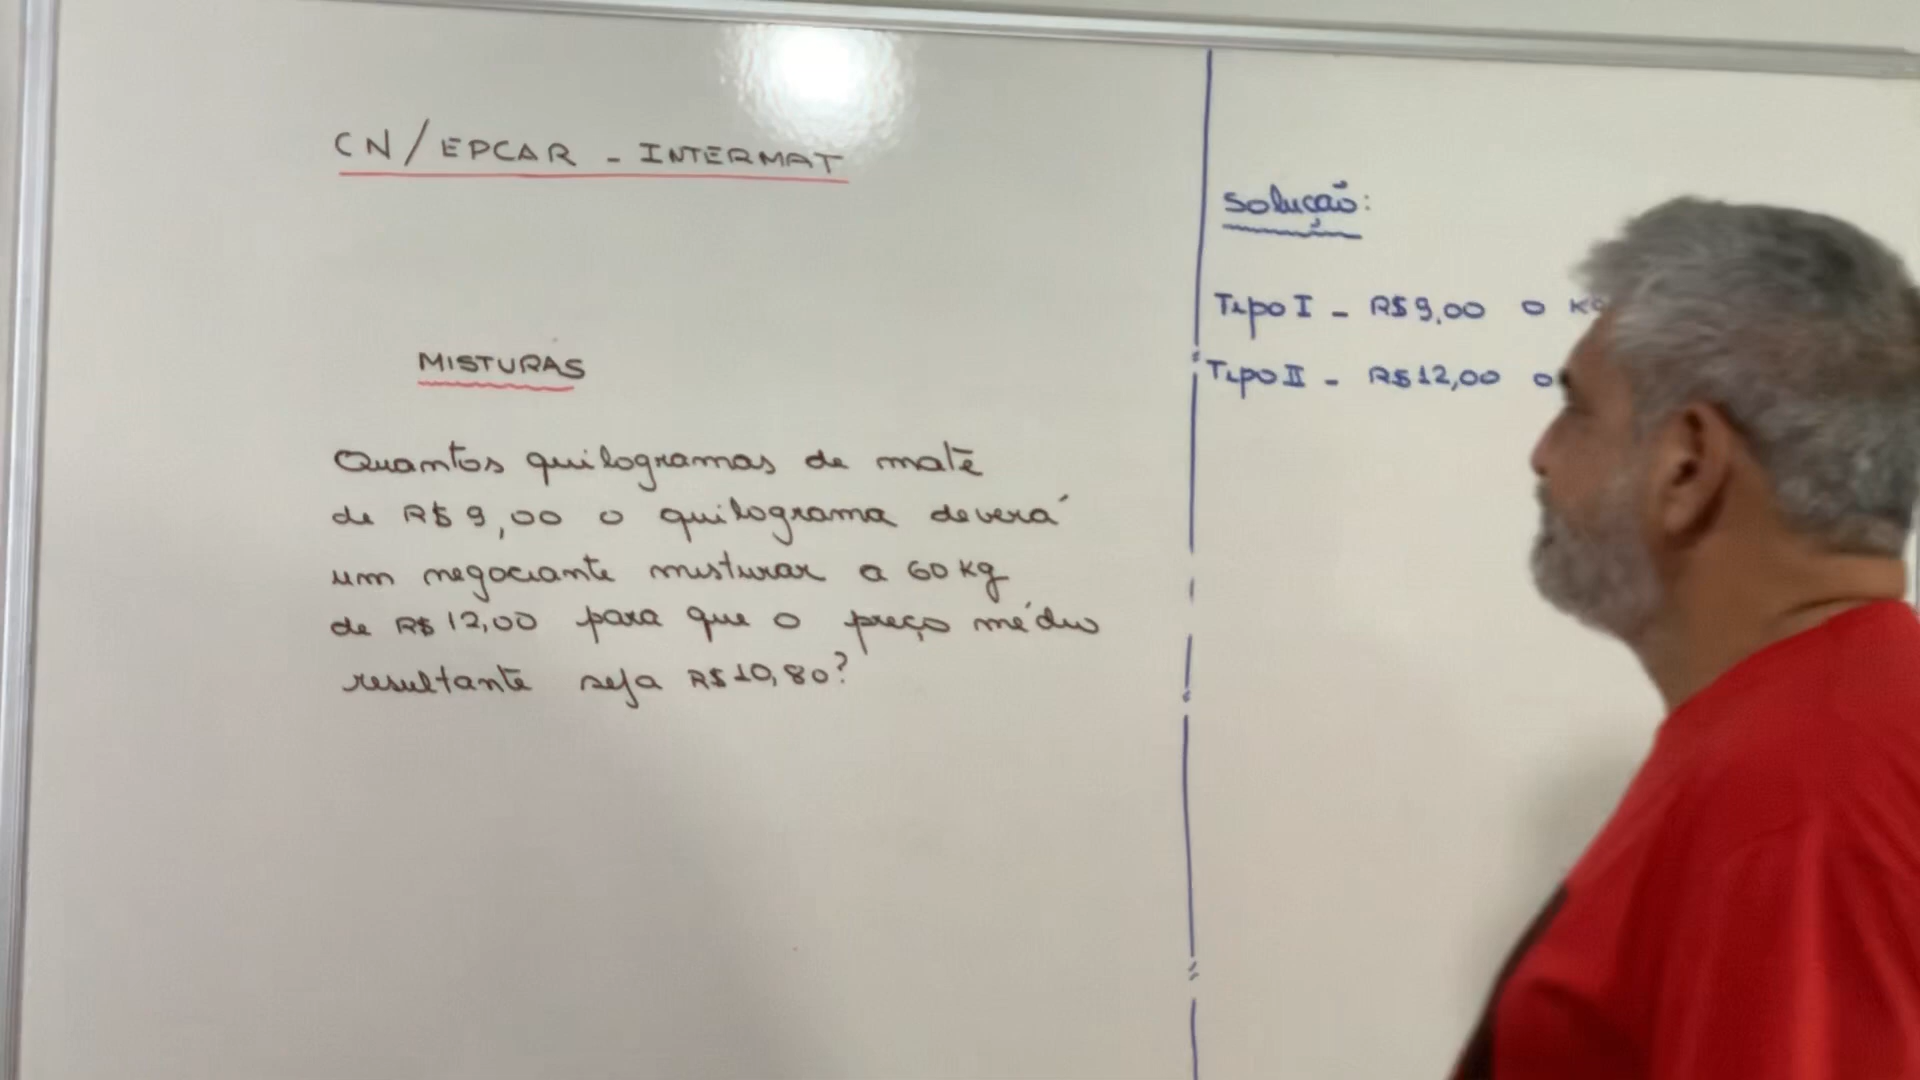 CN/EPCAR - INTERMAT
MISTURAS
Quantos quilogramas de mate
de R$ 9,00 o quilograma deverá
um negociante misturar a 60 kg
de R$ 12,00 para que o preço médio
resultante seja R$ 10,80?
Solução:
Tipo I - R$ 9,00 o
Tipo II - R$ 12,00 o